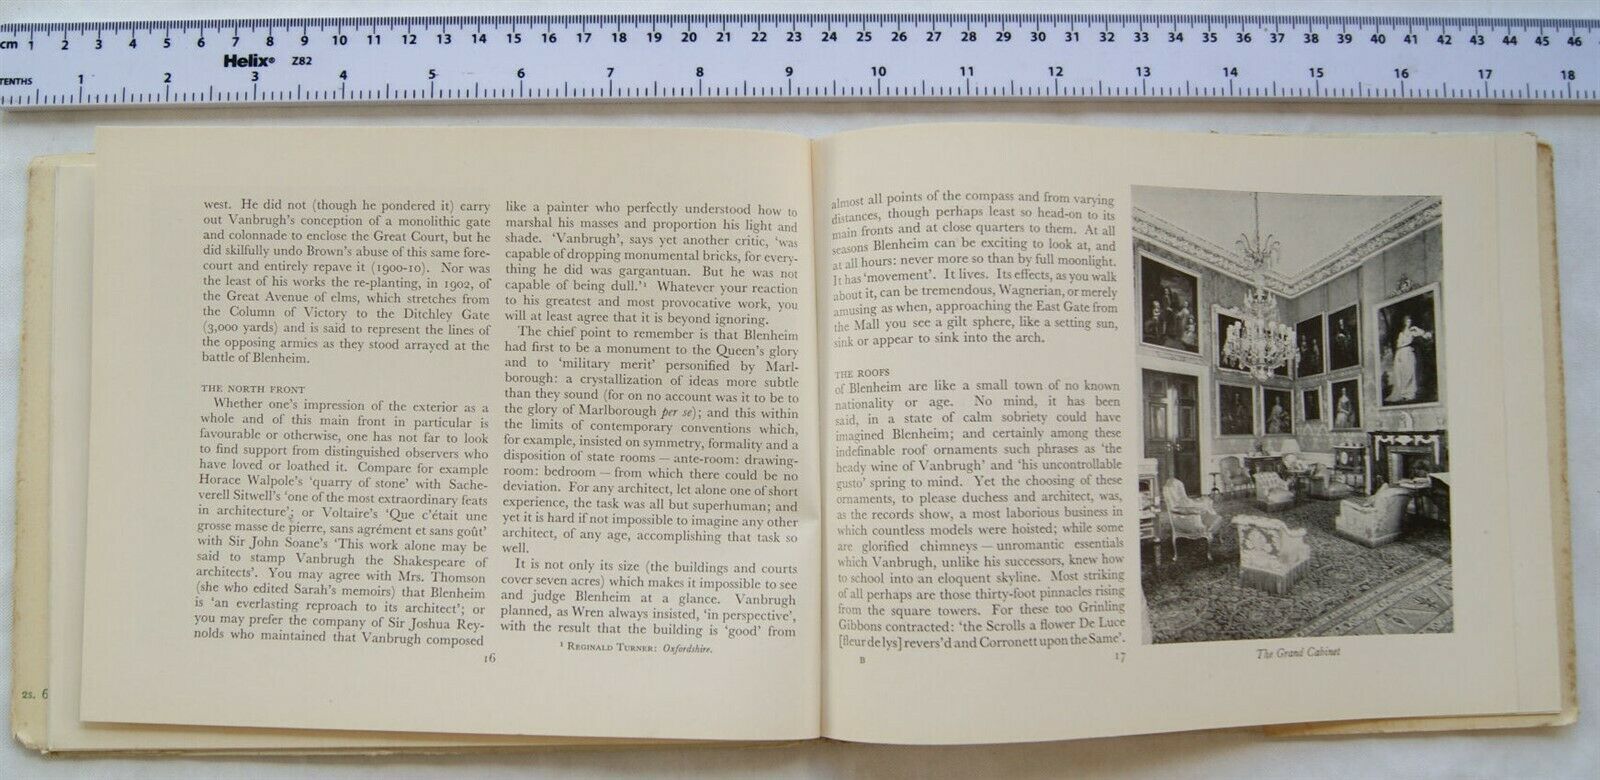 cm 1 2 3 4 5 6 7 8 9 10 11 12 13 14 15 16 17 18 19 20 21 22 23 24 25 26 27 28 29 30 31 32 33 34 35 36 37 38 39 40 41 42 43 44 45 46
Helix® Z82
TENTHS 1 2 3 4 5 6 7 8 9 10 11 12 13 14 15 16 17 18
west. He did not (though he pondered it) carry
out Vanbrugh's conception of a monolithic gate
and colonnade to enclose the Great Court, but he
did skilfully undo Brown's abuse of this same fore-
court and entirely repave it (1900-10). Nor was
the least of his works the re-planting, in 1902, of
the Great Avenue of elms, which stretches from
the Column of Victory to the Ditchley Gate
(3,000 yards) and is said to represent the lines of
the opposing armies as they stood arrayed at the
battle of Blenheim.
THE NORTH FRONT
Whether one's impression of the exterior as a
whole and of this main front in particular is
favourable or otherwise, one has not far to look
to find support from distinguished observers who
have loved or loathed it. Compare for example
Horace Walpole's 'quarry of stone' with Sache-
verell Sitwell's 'one of the most extraordinary feats
in architecture'; or Voltaire's 'Que c'était une
grosse masse de pierre, sans agrément et sans goût'
with Sir John Soane's 'This work alone may be
said to stamp Vanbrugh the Shakespeare of
architects'. You may agree with Mrs. Thomson
(she who edited Sarah's memoirs) that Blenheim
is 'an everlasting reproach to its architect'; or
you may prefer the company of Sir Joshua Rey-
nolds who maintained that Vanbrugh composed
like a painter who perfectly understood how to
marshal his masses and proportion his light and
shade. 'Vanbrugh', says yet another critic, 'was
capable of dropping monumental bricks, for every-
thing he did was gargantuan. But he was not
capable of being dull.'¹ Whatever your reaction
to his greatest and most provocative work, you
will at least agree that it is beyond ignoring.
The chief point to remember is that Blenheim
had first to be a monument to the Queen's glory
and to 'military merit' personified by Marl-
borough: a crystallization of ideas more subtle
than they sound (for on no account was it to be to
the glory of Marlborough per se); and this within
the limits of contemporary conventions which,
for example, insisted on symmetry, formality and a
disposition of state rooms — ante-room: drawing-
room: bedroom — from which there could be no
deviation. For any architect, let alone one of short
experience, the task was all but superhuman; and
yet it is hard if not impossible to imagine any other
architect, of any age, accomplishing that task so
well.
It is not only its size (the buildings and courts
cover seven acres) which makes it impossible to see
and judge Blenheim at a glance. Vanbrugh
planned, as Wren always insisted, 'in perspective',
with the result that the building is 'good' from
¹ REGINALD TURNER: Oxfordshire.
16
2s. 6
almost all points of the compass and from varying
distances, though perhaps least so head-on to its
main fronts and at close quarters to them. At all
seasons Blenheim can be exciting to look at, and
at all hours: never more so than by full moonlight.
It has 'movement'. It lives. Its effects, as you walk
about it, can be tremendous, Wagnerian, or merely
amusing as when, approaching the East Gate from
the Mall you see a gilt sphere, like a setting sun,
sink or appear to sink into the arch.
THE ROOFS
of Blenheim are like a small town of no known
nationality or age. No mind, it has been
said, in a state of calm sobriety could have
imagined Blenheim; and certainly among these
indefinable roof ornaments such phrases as 'the
heady wine of Vanbrugh' and 'his uncontrollable
gusto' spring to mind. Yet the choosing of these
ornaments, to please duchess and architect, was,
as the records show, a most laborious business in
which countless models were hoisted; while some
are glorified chimneys — unromantic essentials
which Vanbrugh, unlike his successors, knew how
to school into an eloquent skyline. Most striking
of all perhaps are those thirty-foot pinnacles rising
from the square towers. For these too Grinling
Gibbons contracted: 'the Scrolls a flower De Luce
[fleur de lys] revers'd and Corronett upon the Same'.
B
17
The Grand Cabinet